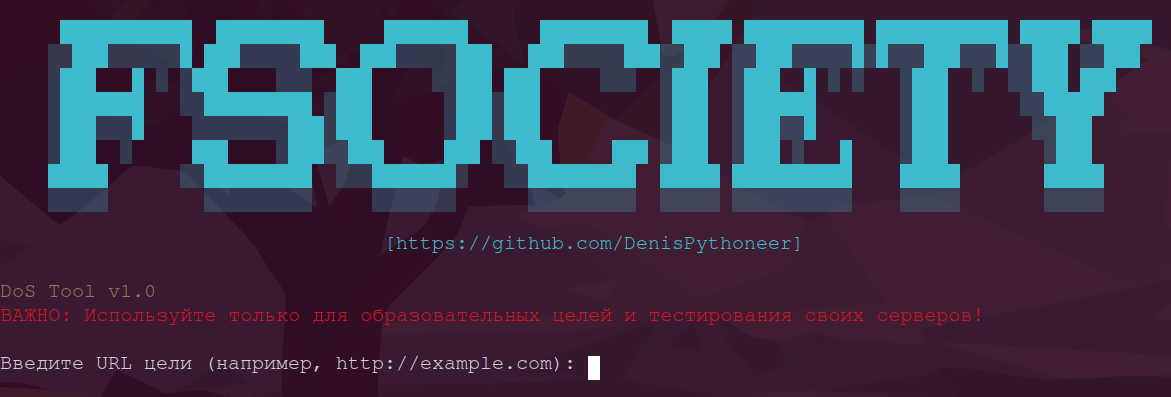 FSOCIETY
[https://github.com/DenisPythoneer]
DoS Tool v1.0
ВАЖНО: Используйте только для образовательных целей и тестирования своих серверов!
Введите URL цели (например, http://example.com):